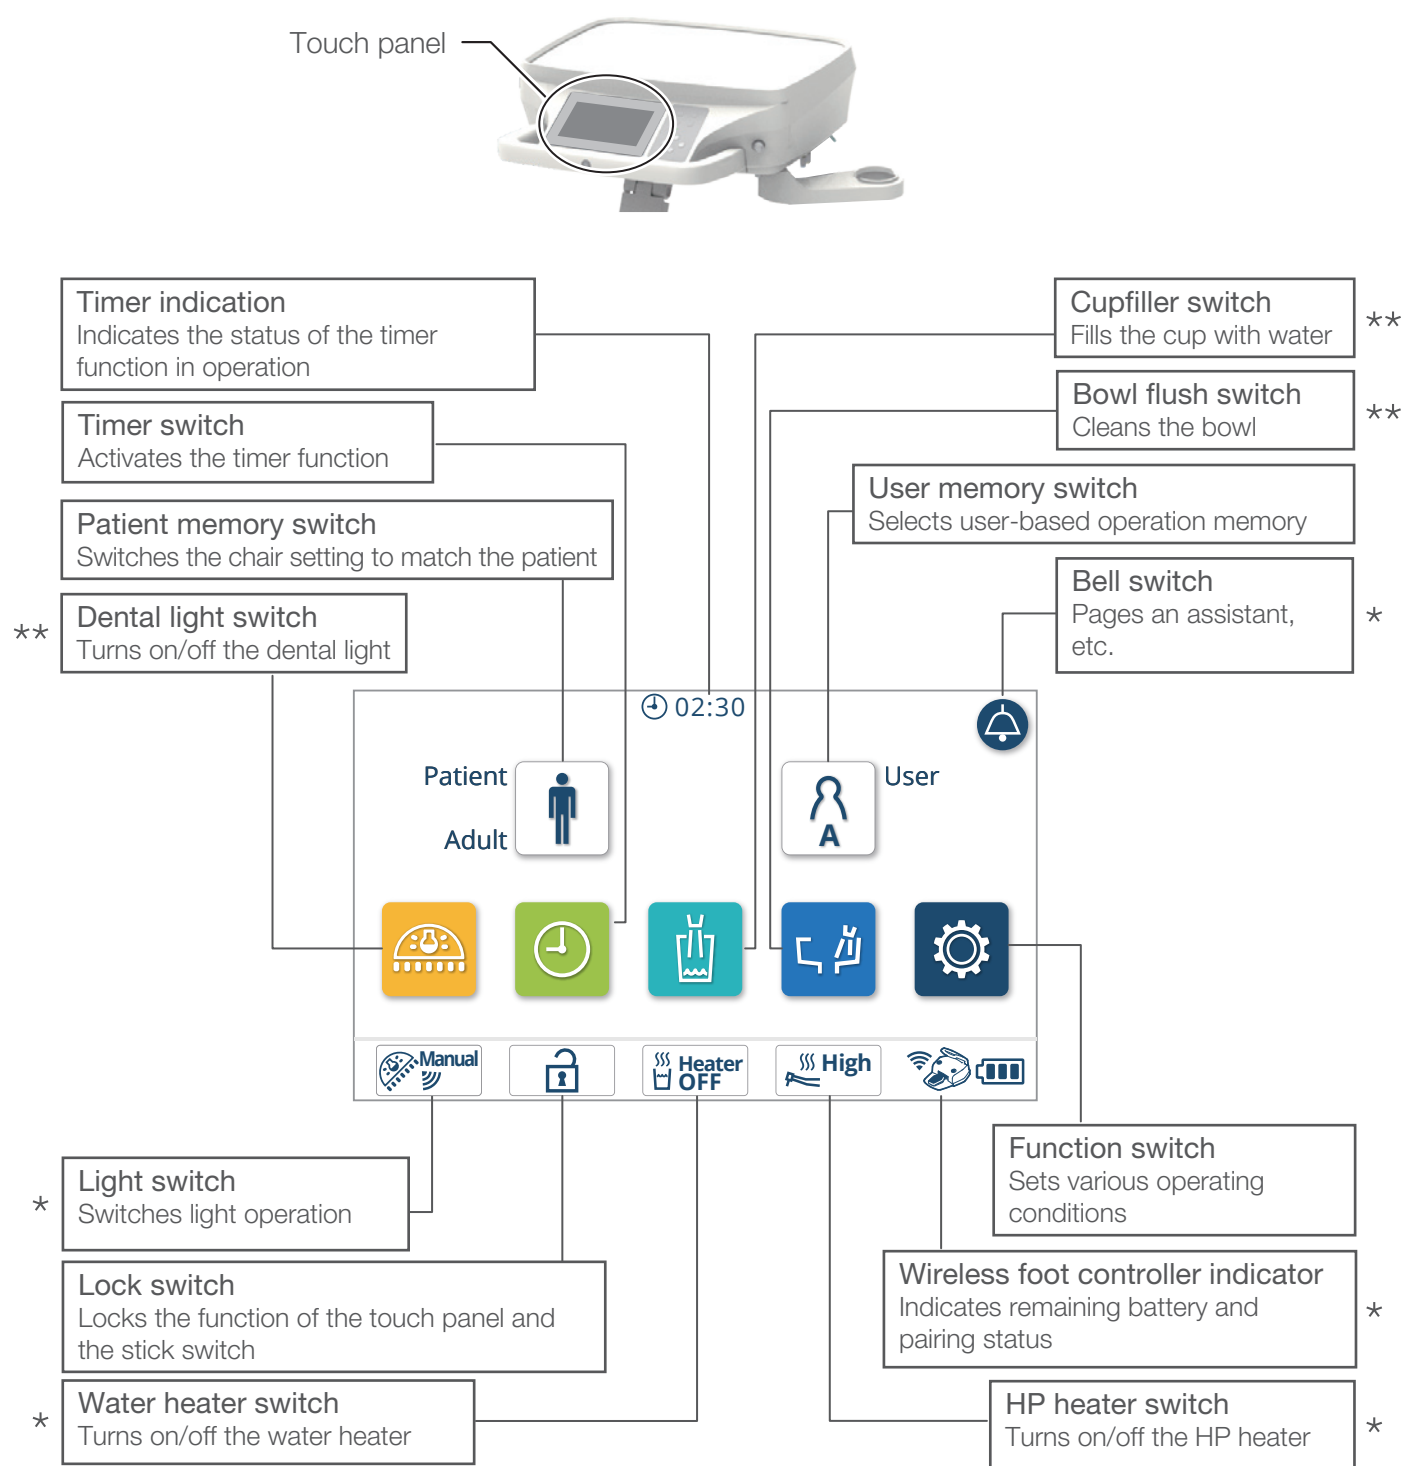 Touch panel
Timer indication
Indicates the status of the timer
function in operation
Timer switch
Activates the timer function
Patient memory switch
Switches the chair setting to match the patient
** Dental light switch
Turns on/off the dental light
Cupfiller switch **
Fills the cup with water
Bowl flush switch **
Cleans the bowl
User memory switch
Selects user-based operation memory
Bell switch
Pages an assistant, *
etc.
02:30
Patient
Adult
User
A
Manual
Heater
OFF
High
Light switch
* Switches light operation
Lock switch
Locks the function of the touch panel and
the stick switch
Water heater switch
* Turns on/off the water heater
Function switch
Sets various operating
conditions
Wireless foot controller indicator
Indicates remaining battery and *
pairing status
HP heater switch
Turns on/off the HP heater *